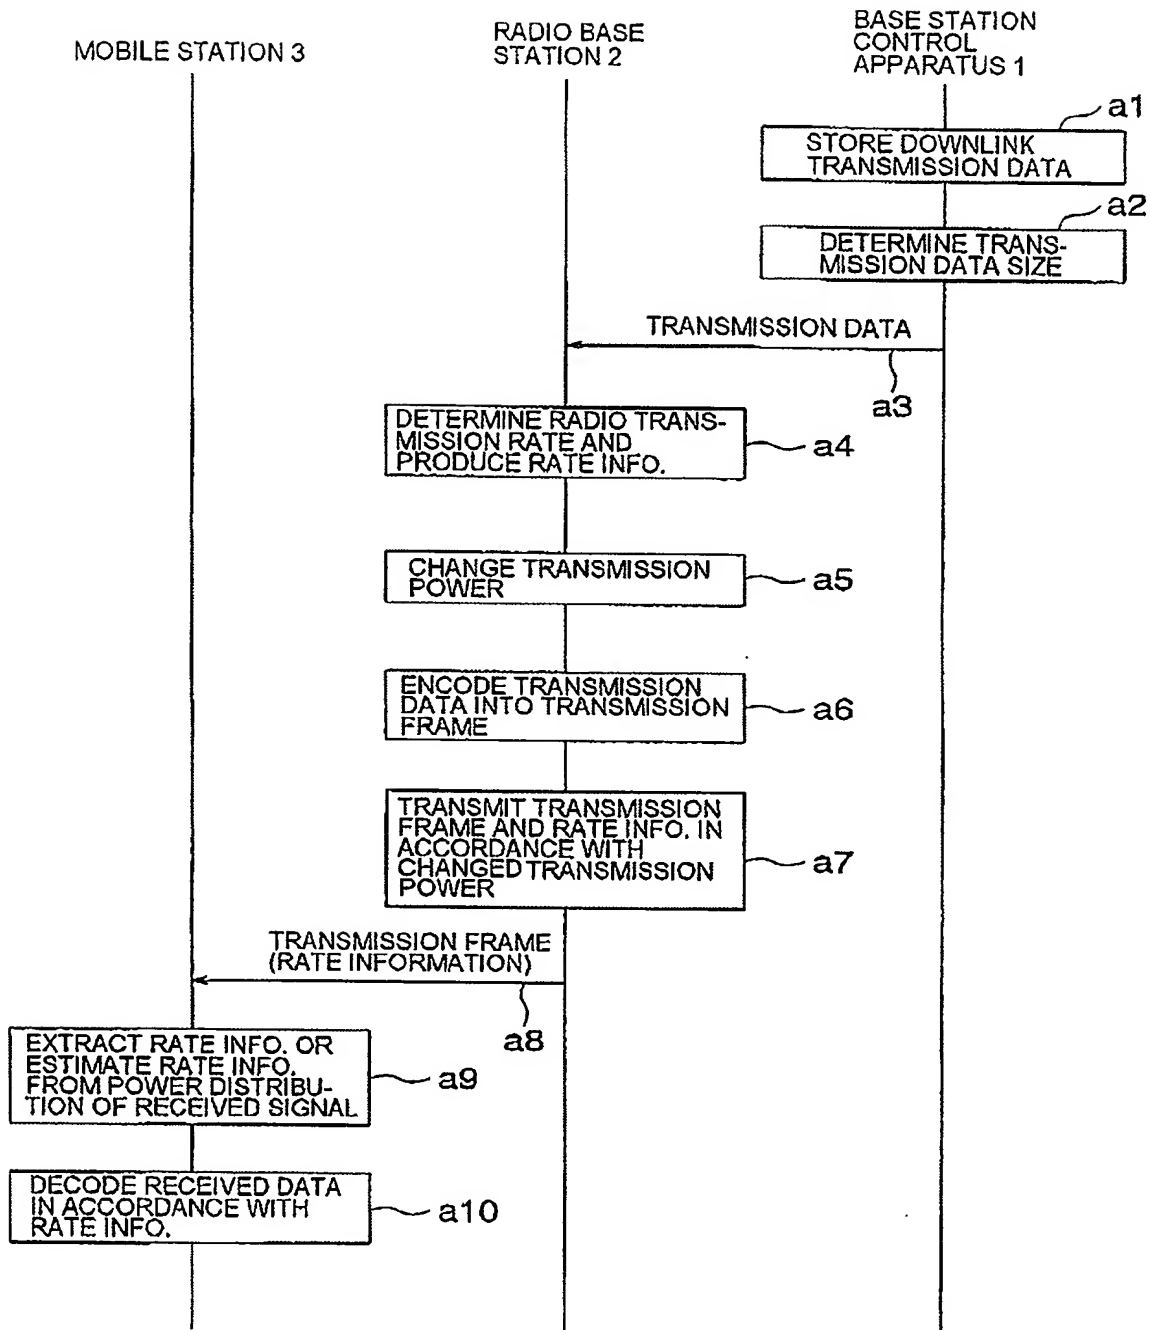 MOBILE STATION 3
RADIO BASE
STATION 2
BASE STATION
CONTROL
APPARATUS 1
a1
STORE DOWNLINK
TRANSMISSION DATA
a2
DETERMINE TRANS-
MISSION DATA SIZE
TRANSMISSION DATA
a3
DETERMINE RADIO TRANS-
MISSION RATE AND
PRODUCE RATE INFO.
a4
CHANGE TRANSMISSION
POWER
a5
ENCODE TRANSMISSION
DATA INTO TRANSMISSION
FRAME
a6
TRANSMIT TRANSMISSION
FRAME AND RATE INFO. IN
ACCORDANCE WITH
CHANGED TRANSMISSION
POWER
a7
TRANSMISSION FRAME
(RATE INFORMATION)
a8
EXTRACT RATE INFO. OR
ESTIMATE RATE INFO.
FROM POWER DISTRIBU-
TION OF RECEIVED SIGNAL
a9
DECODE RECEIVED DATA
IN ACCORDANCE WITH
RATE INFO.
a10